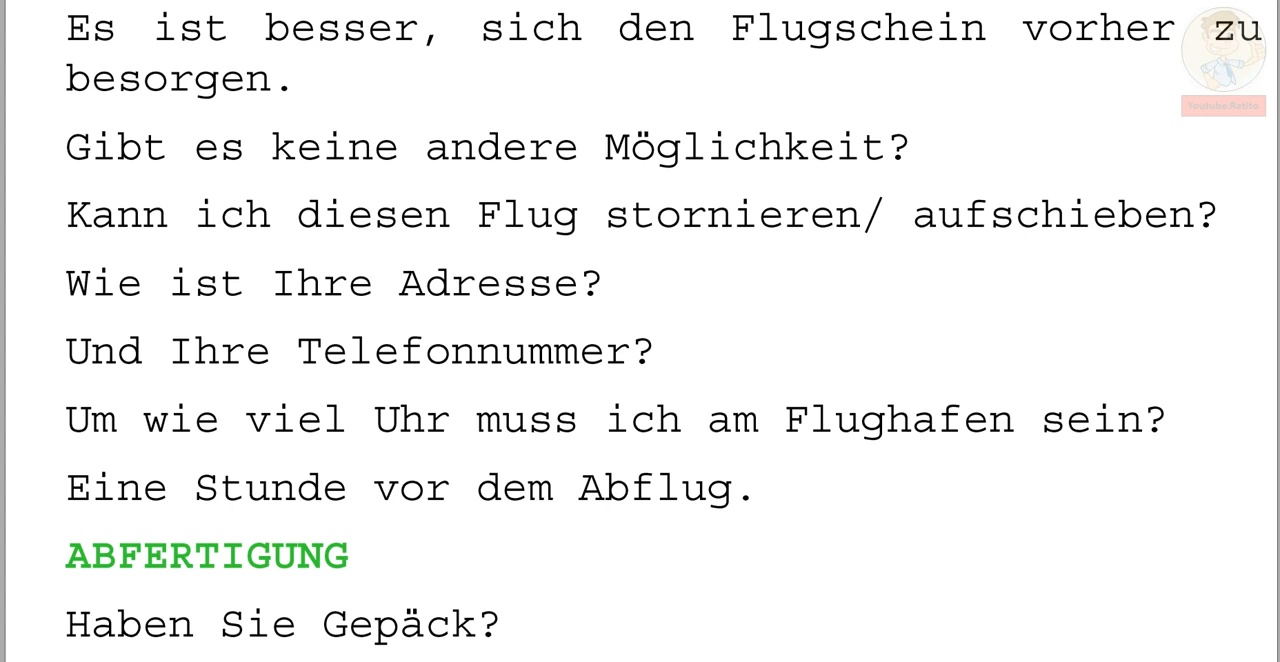 Es ist besser, sich den Flugschein vorher zu
besorgen.
Gibt es keine andere Möglichkeit?
Kann ich diesen Flug stornieren/ aufschieben?
Wie ist Ihre Adresse?
Und Ihre Telefonnummer?
Um wie viel Uhr muss ich am Flughafen sein?
Eine Stunde vor dem Abflug.
ABFERTIGUNG
Haben Sie Gepäck?